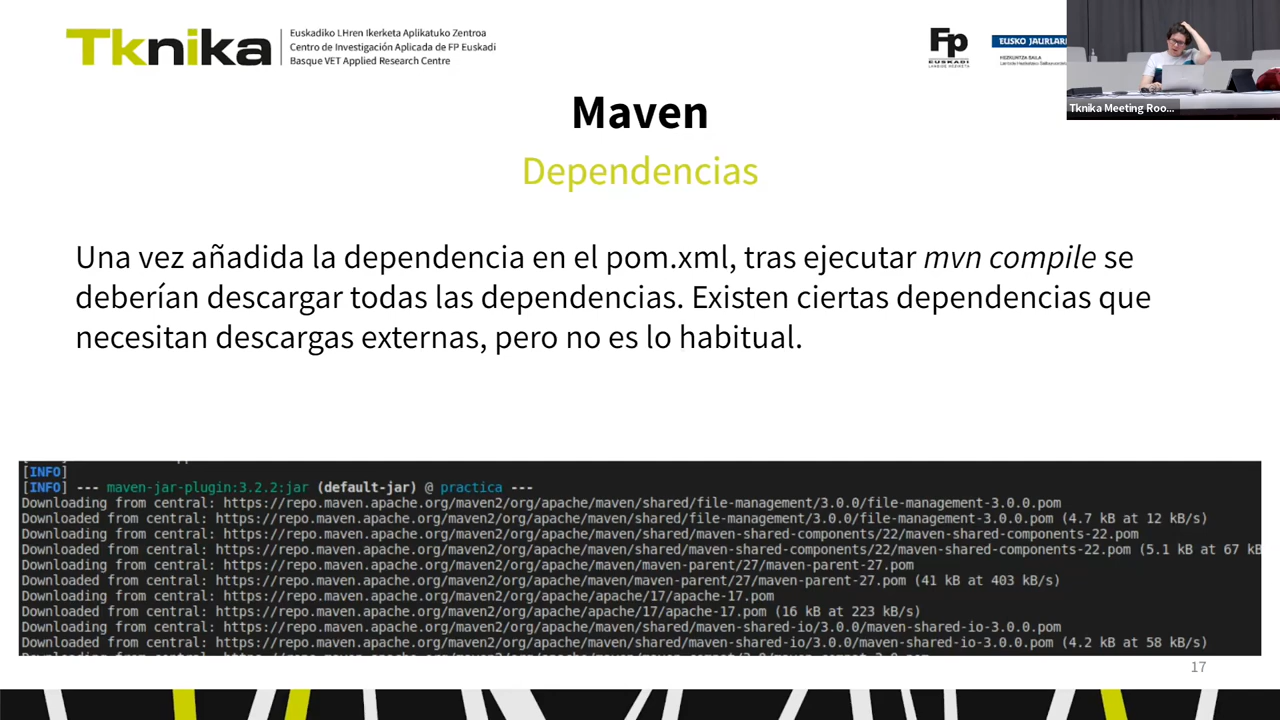 Tknika
Euskadiko LHren Ikerketa Aplikatuko Zentroa
Centro de Investigación Aplicada de FP Euskadi
Basque VET Applied Research Centre
Fp
EUSKADI
LANBIDE HEZIKETA
EUSKO JAURLAR
HEZKUNTZA SAILA
Tknika Meeting Roo...
Maven
Dependencias
Una vez añadida la dependencia en el pom.xml, tras ejecutar mvn compile se
deberían descargar todas las dependencias. Existen ciertas dependencias que
necesitan descargas externas, pero no es lo habitual.
[INFO]
[INFO] --- maven-jar-plugin:3.2.2:jar (default-jar) @ practica ---
Downloading from central: https://repo.maven.apache.org/maven2/org/apache/maven/shared/file-management/3.0.0/file-management-3.0.0.pom
Downloaded from central: https://repo.maven.apache.org/maven2/org/apache/maven/shared/file-management/3.0.0/file-management-3.0.0.pom (4.7 kB at 12 kB/s)
Downloading from central: https://repo.maven.apache.org/maven2/org/apache/maven/shared/maven-shared-components/22/maven-shared-components-22.pom
Downloaded from central: https://repo.maven.apache.org/maven2/org/apache/maven/shared/maven-shared-components/22/maven-shared-components-22.pom (5.1 kB at 67 kB
Downloading from central: https://repo.maven.apache.org/maven2/org/apache/maven/maven-parent/27/maven-parent-27.pom
Downloaded from central: https://repo.maven.apache.org/maven2/org/apache/maven/maven-parent/27/maven-parent-27.pom (41 kB at 403 kB/s)
Downloading from central: https://repo.maven.apache.org/maven2/org/apache/apache/17/apache-17.pom
Downloaded from central: https://repo.maven.apache.org/maven2/org/apache/apache/17/apache-17.pom (16 kB at 223 kB/s)
Downloading from central: https://repo.maven.apache.org/maven2/org/apache/maven/shared/maven-shared-io/3.0.0/maven-shared-io-3.0.0.pom
Downloaded from central: https://repo.maven.apache.org/maven2/org/apache/maven/shared/maven-shared-io/3.0.0/maven-shared-io-3.0.0.pom (4.2 kB at 58 kB/s)
17